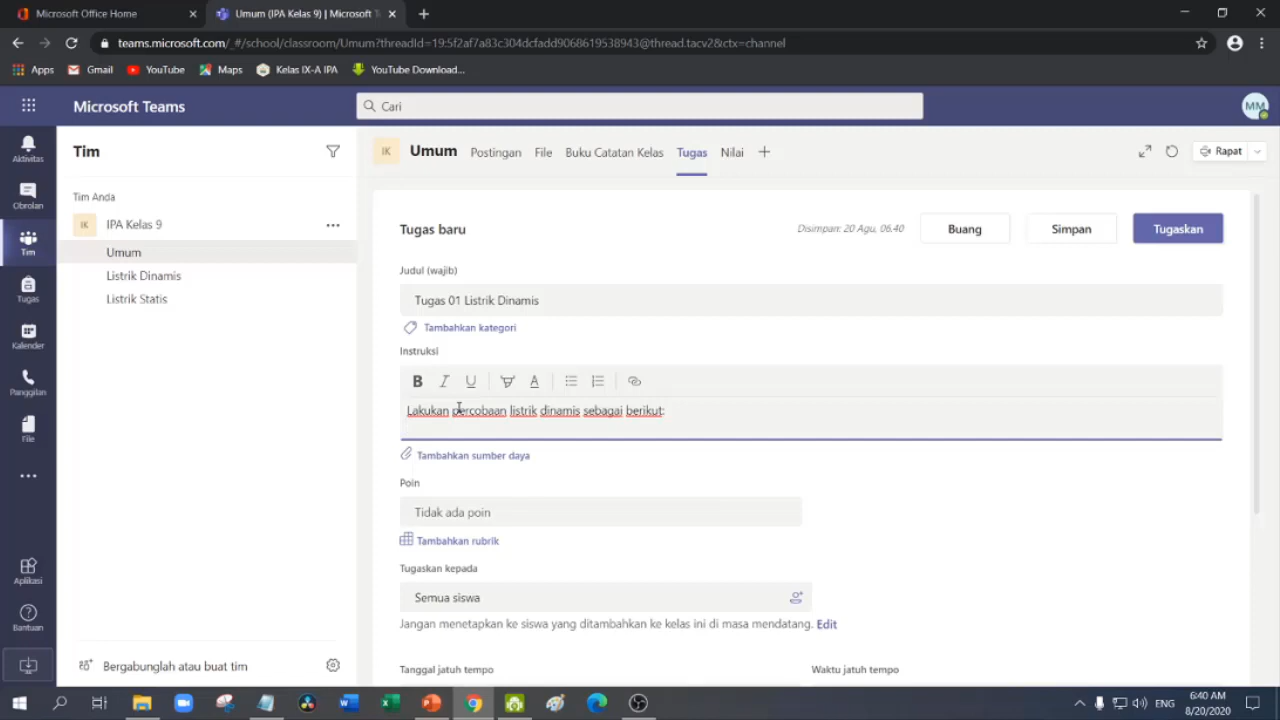 Microsoft Office Home
Umum (IPA Kelas 9) | Microsoft T
teams.microsoft.com/_#/school/classroom/Umum?threadId=19:5f2af7a83c304dcfadd9068619538943@thread.tacv2&ctx=channel
Apps Gmail YouTube Maps Kelas IX-A IPA YouTube Download...
Microsoft Teams
Cari
MM
Aktivitas
Obrolan
Tim
Tugas
Kalender
Panggilan
File
Aplikasi
Bantuan
Tim
Tim Anda
IK IPA Kelas 9
Umum
Listrik Dinamis
Listrik Statis
Bergabunglah atau buat tim
IK Umum Postingan File Buku Catatan Kelas Tugas Nilai
Rapat
Tugas baru
Disimpan: 20 Agu, 06.40
Buang
Simpan
Tugaskan
Judul (wajib)
Tugas 01 Listrik Dinamis
Tambahkan kategori
Instruksi
B I U A
Lakukan percobaan listrik dinamis sebagai berikut:
Tambahkan sumber daya
Poin
Tidak ada poin
Tambahkan rubrik
Tugaskan kepada
Semua siswa
Jangan menetapkan ke siswa yang ditambahkan ke kelas ini di masa mendatang. Edit
Tanggal jatuh tempo
Waktu jatuh tempo
ENG
6:40 AM
8/20/2020